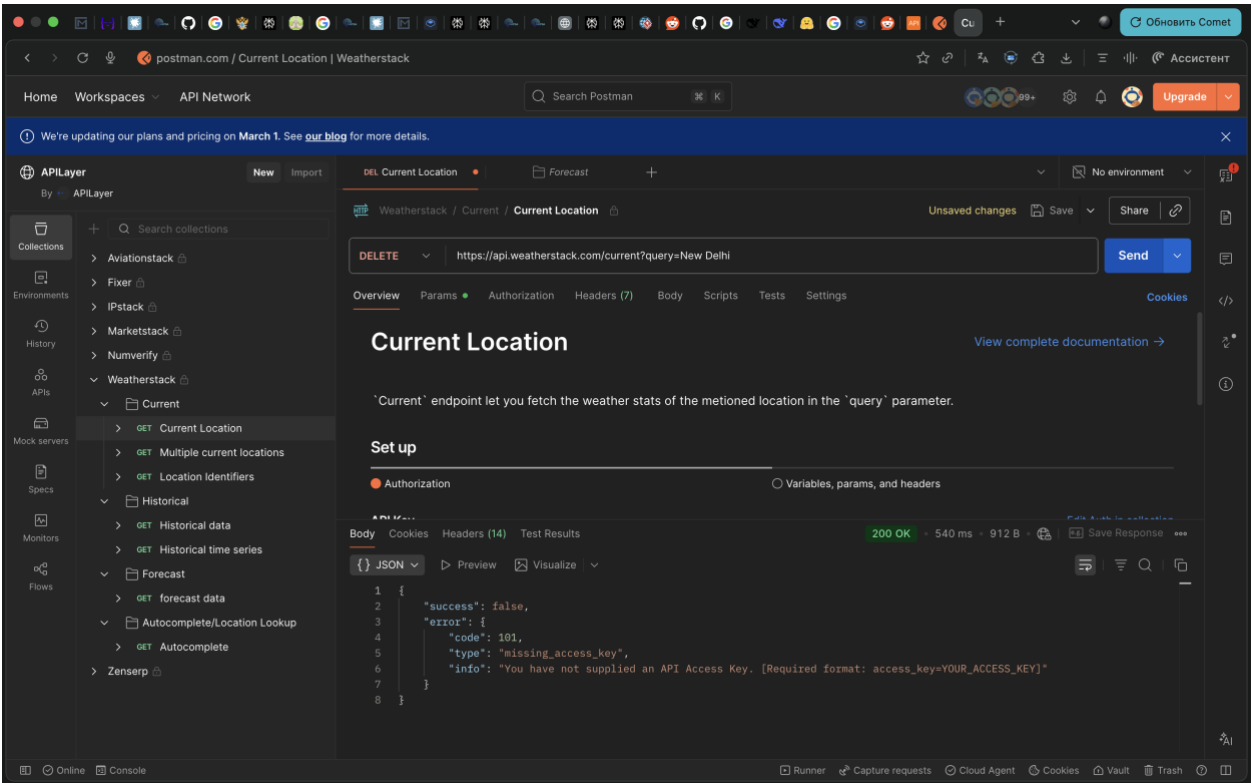 Cu
Обновить Comet
postman.com / Current Location | Weatherstack
Ассистент
Home Workspaces API Network
Search Postman ⌘ K
99+
Upgrade
We're updating our plans and pricing on March 1. See our blog for more details.
APILayer New Import
By APILayer
DEL Current Location Forecast No environment
Weatherstack / Current / Current Location
Unsaved changes Save Share
Collections
Environments
History
APIs
Mock servers
Specs
Monitors
Flows
Search collections
Aviationstack
Fixer
IPstack
Marketstack
Numverify
Weatherstack
Current
GET Current Location
GET Multiple current locations
GET Location Identifiers
Historical
GET Historical data
GET Historical time series
Forecast
GET forecast data
Autocomplete/Location Lookup
GET Autocomplete
Zenserp
DELETE https://api.weatherstack.com/current?query=New Delhi Send
Overview Params Authorization Headers (7) Body Scripts Tests Settings Cookies
Current Location View complete documentation →
`Current` endpoint let you fetch the weather stats of the metioned location in the `query` parameter.
Set up
Authorization Variables, params, and headers
API Key Edit Auth in collection
Body Cookies Headers (14) Test Results 200 OK 540 ms 912 B Save Response
{ } JSON Preview Visualize
1 {
2 "success": false,
3 "error": {
4 "code": 101,
5 "type": "missing_access_key",
6 "info": "You have not supplied an API Access Key. [Required format: access_key=YOUR_ACCESS_KEY]"
7 }
8 }
AI
Online Console Runner Capture requests Cloud Agent Cookies Vault Trash